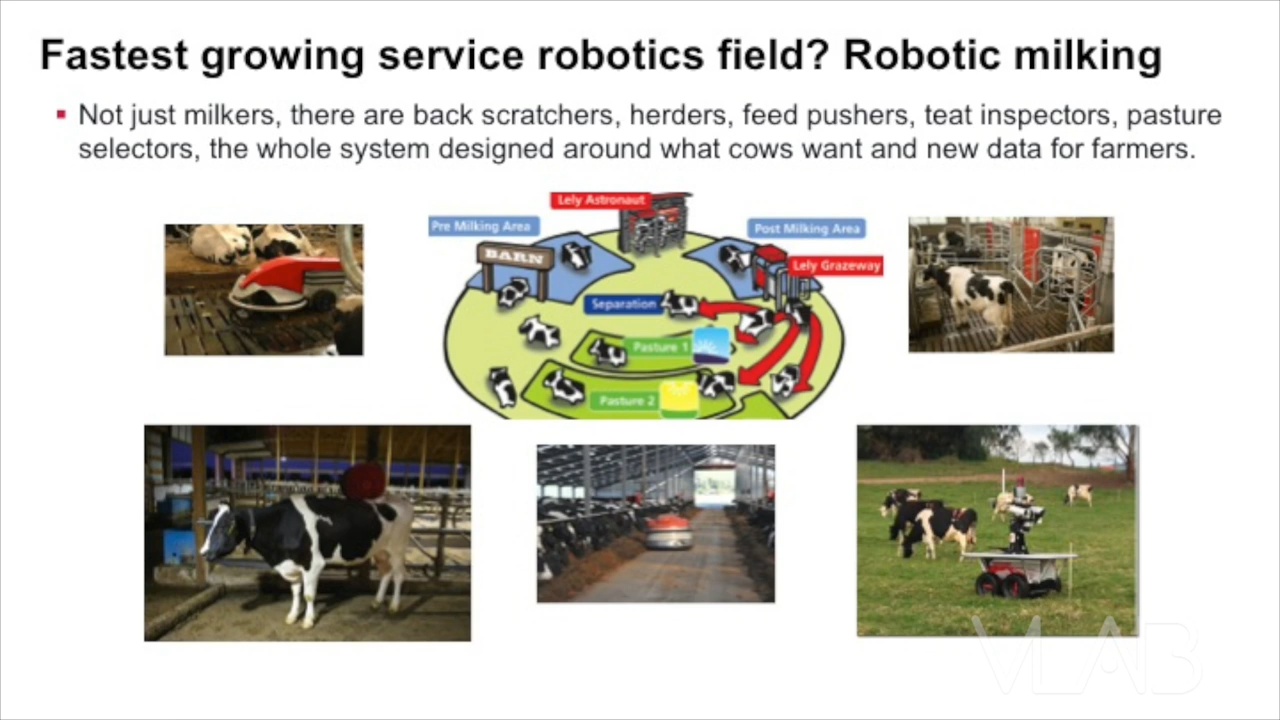 Fastest growing service robotics field? Robotic milking
Not just milkers, there are back scratchers, herders, feed pushers, teat inspectors, pasture
selectors, the whole system designed around what cows want and new data for farmers.
Lely Astronaut
Pre Milking Area
Post Milking Area
BARN
Lely Grazeway
Separation
Pasture 1
Pasture 2
VLAB